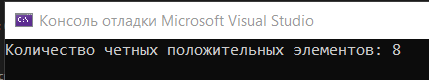 Консоль отладки Microsoft Visual Studio
Количество четных положительных элементов: 8